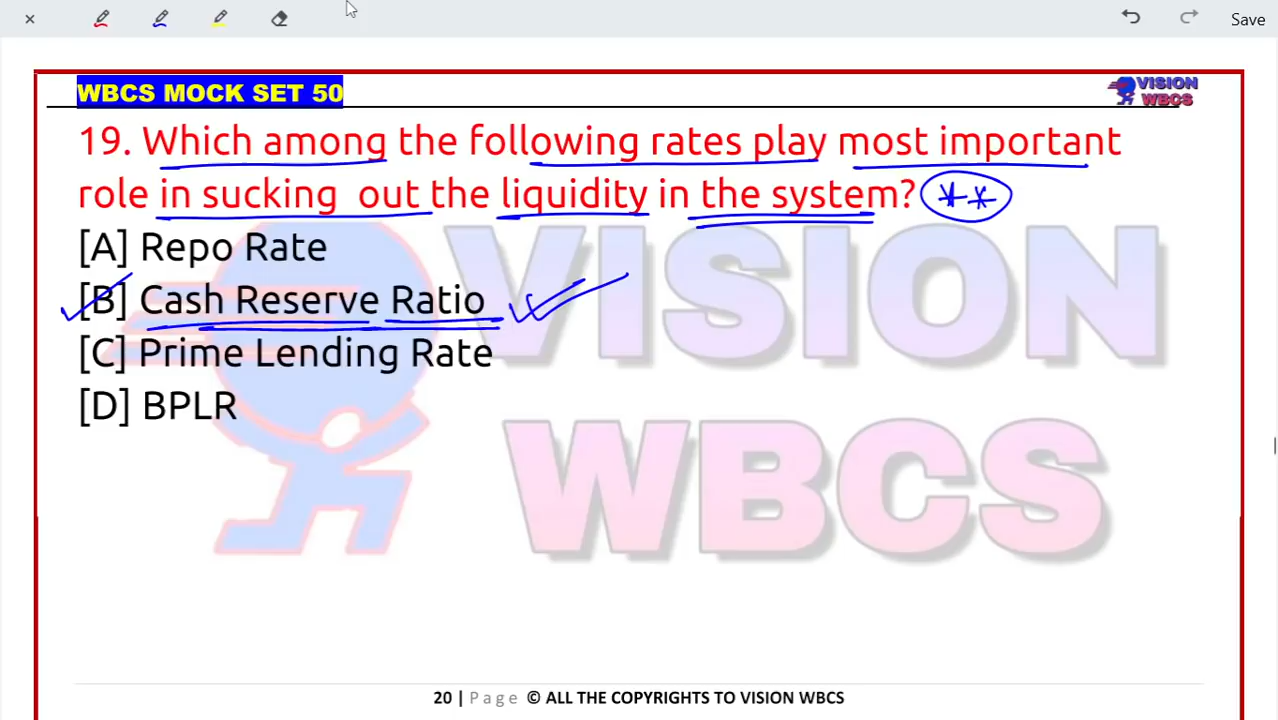 Save
WBCS MOCK SET 50
VISION
WBCS
19. Which among the following rates play most important
role in sucking out the liquidity in the system? **
[A] Repo Rate
[B] Cash Reserve Ratio
[C] Prime Lending Rate
[D] BPLR
VISION
WBCS
20 | Page © ALL THE COPYRIGHTS TO VISION WBCS